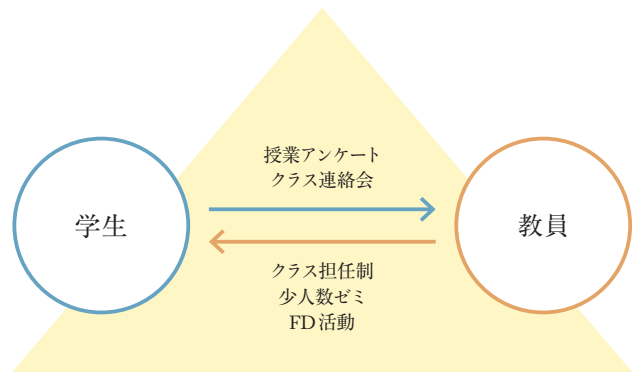 授業アンケート
クラス連絡会
学生
教員
クラス担任制
少人数ゼミ
FD活動